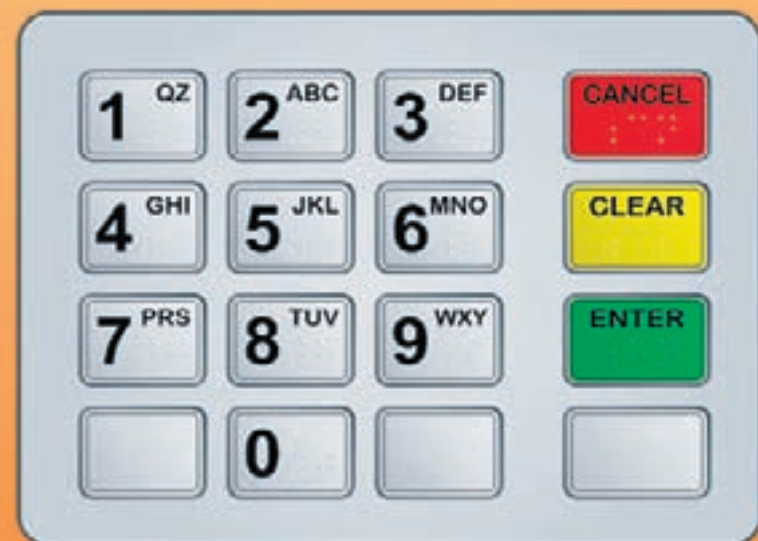 1 QZ 2 ABC 3 DEF CANCEL
4 GHI 5 JKL 6 MNO CLEAR
7 PRS 8 TUV 9 WXY ENTER
0